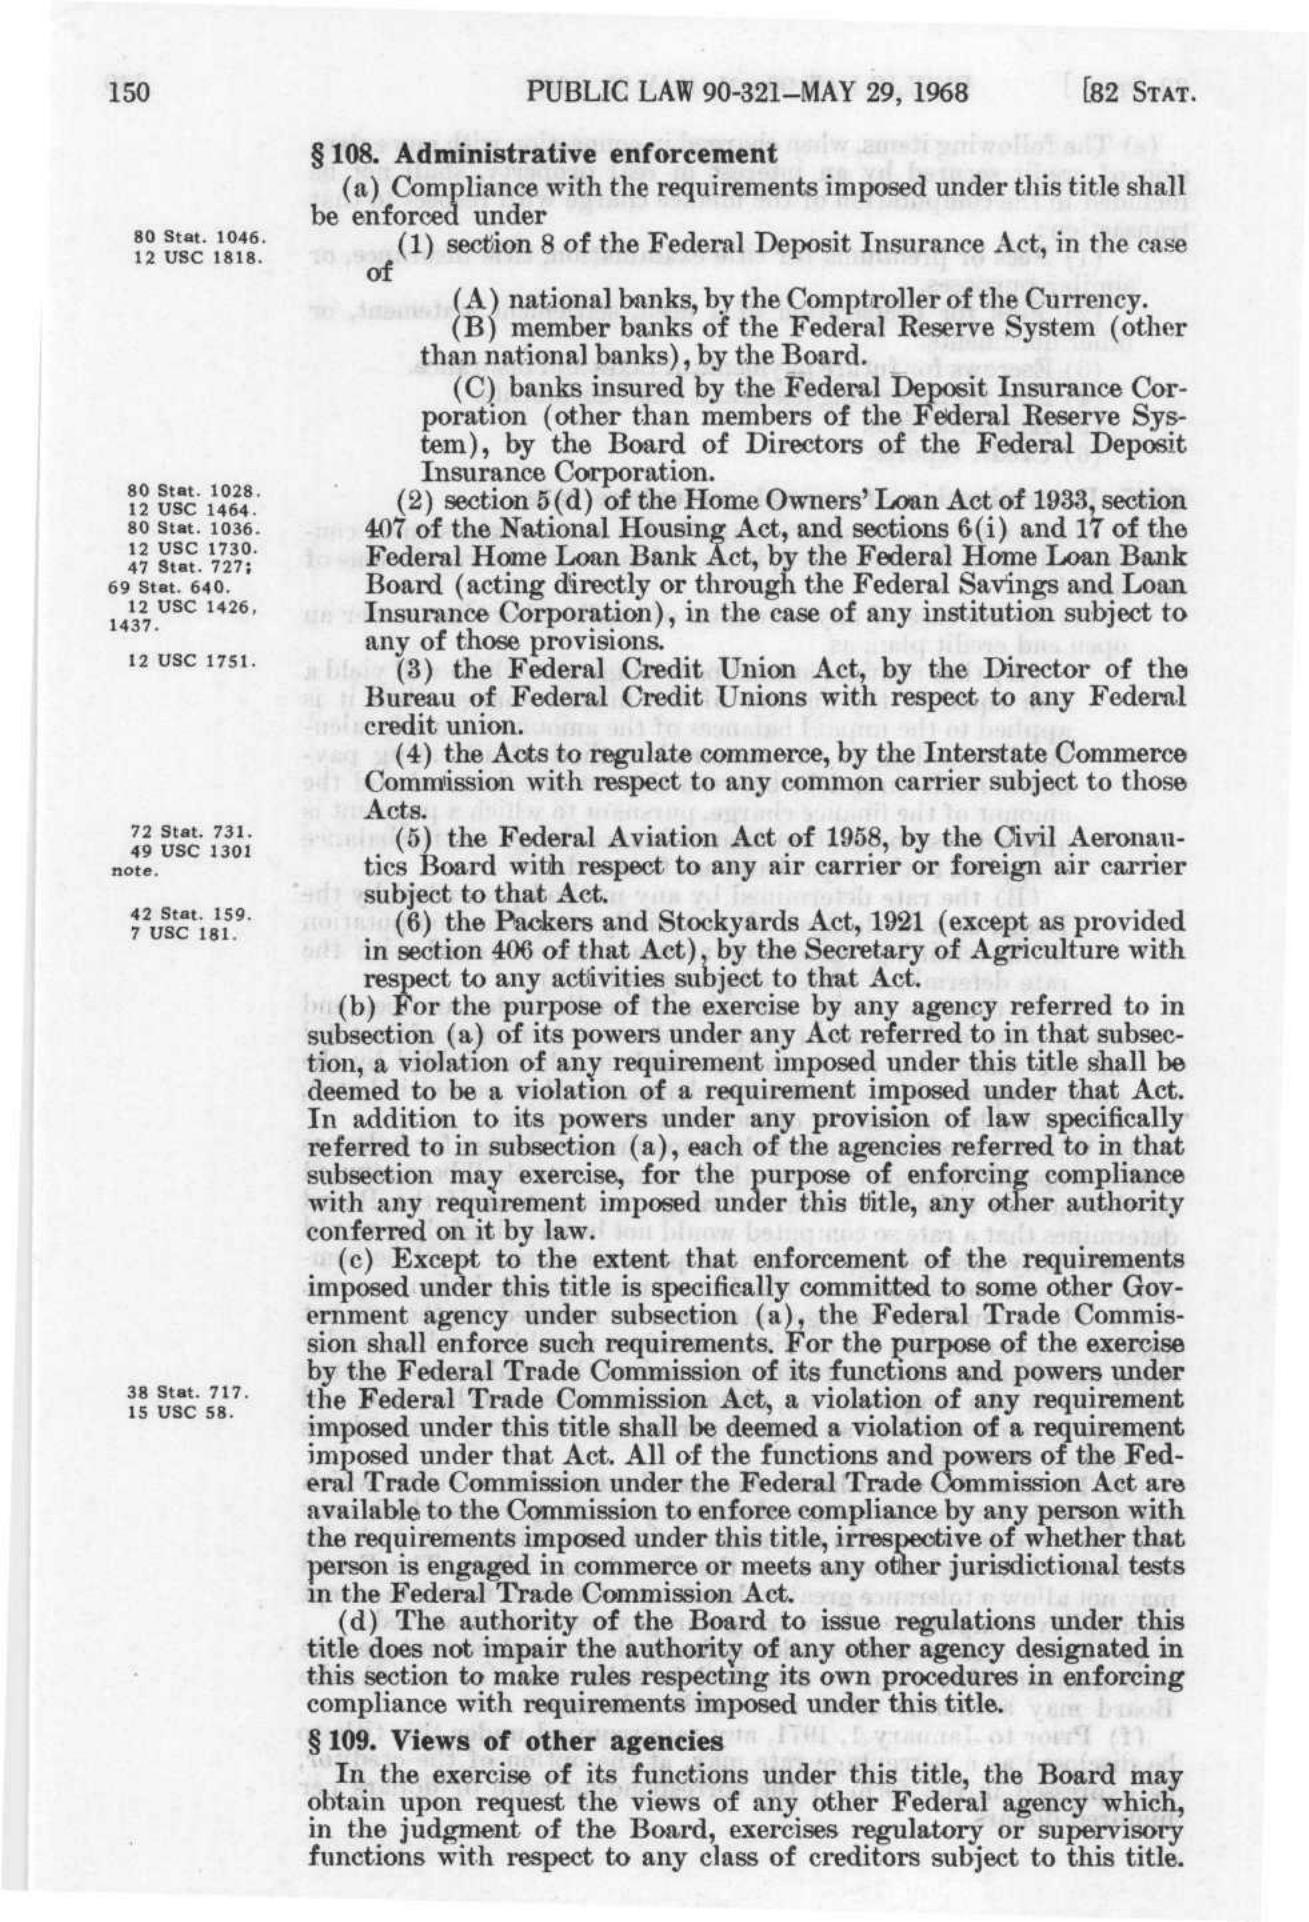 150
PUBLIC LAW 90-321—MAY 29, 1968
[82 STAT.
§ 108. Administrative enforcement
(a) Compliance with the requirements imposed under this title shall
be enforced under
80 Stat. 1046.
12 USC 1818.
(1) section 8 of the Federal Deposit Insurance Act, in the case
of
(A) national banks, by the Comptroller of the Currency.
(B) member banks of the Federal Reserve System (other
than national banks), by the Board.
(C) banks insured by the Federal Deposit Insurance Cor-
poration (other than members of the Federal Reserve Sys-
tem), by the Board of Directors of the Federal Deposit
Insurance Corporation.
80 Stat. 1028.
12 USC 1464.
80 Stat. 1036.
12 USC 1730.
47 Stat. 727;
69 Stat. 640.
12 USC 1426,
1437.
(2) section 5(d) of the Home Owners' Loan Act of 1933, section
407 of the National Housing Act, and sections 6(i) and 17 of the
Federal Home Loan Bank Act, by the Federal Home Loan Bank
Board (acting directly or through the Federal Savings and Loan
Insurance Corporation), in the case of any institution subject to
any of those provisions.
12 USC 1751.
(3) the Federal Credit Union Act, by the Director of the
Bureau of Federal Credit Unions with respect to any Federal
credit union.
(4) the Acts to regulate commerce, by the Interstate Commerce
Commission with respect to any common carrier subject to those
Acts.
72 Stat. 731.
49 USC 1301
note.
(5) the Federal Aviation Act of 1958, by the Civil Aeronau-
tics Board with respect to any air carrier or foreign air carrier
subject to that Act.
42 Stat. 159.
7 USC 181.
(6) the Packers and Stockyards Act, 1921 (except as provided
in section 406 of that Act), by the Secretary of Agriculture with
respect to any activities subject to that Act.
(b) For the purpose of the exercise by any agency referred to in
subsection (a) of its powers under any Act referred to in that subsec-
tion, a violation of any requirement imposed under this title shall be
deemed to be a violation of a requirement imposed under that Act.
In addition to its powers under any provision of law specifically
referred to in subsection (a), each of the agencies referred to in that
subsection may exercise, for the purpose of enforcing compliance
with any requirement imposed under this title, any other authority
conferred on it by law.
(c) Except to the extent that enforcement of the requirements
imposed under this title is specifically committed to some other Gov-
ernment agency under subsection (a), the Federal Trade Commis-
sion shall enforce such requirements. For the purpose of the exercise
by the Federal Trade Commission of its functions and powers under
38 Stat. 717.
15 USC 58.
the Federal Trade Commission Act, a violation of any requirement
imposed under this title shall be deemed a violation of a requirement
imposed under that Act. All of the functions and powers of the Fed-
eral Trade Commission under the Federal Trade Commission Act are
available to the Commission to enforce compliance by any person with
the requirements imposed under this title, irrespective of whether that
person is engaged in commerce or meets any other jurisdictional tests
in the Federal Trade Commission Act.
(d) The authority of the Board to issue regulations under this
title does not impair the authority of any other agency designated in
this section to make rules respecting its own procedures in enforcing
compliance with requirements imposed under this title.
§ 109. Views of other agencies
In the exercise of its functions under this title, the Board may
obtain upon request the views of any other Federal agency which,
in the judgment of the Board, exercises regulatory or supervisory
functions with respect to any class of creditors subject to this title.